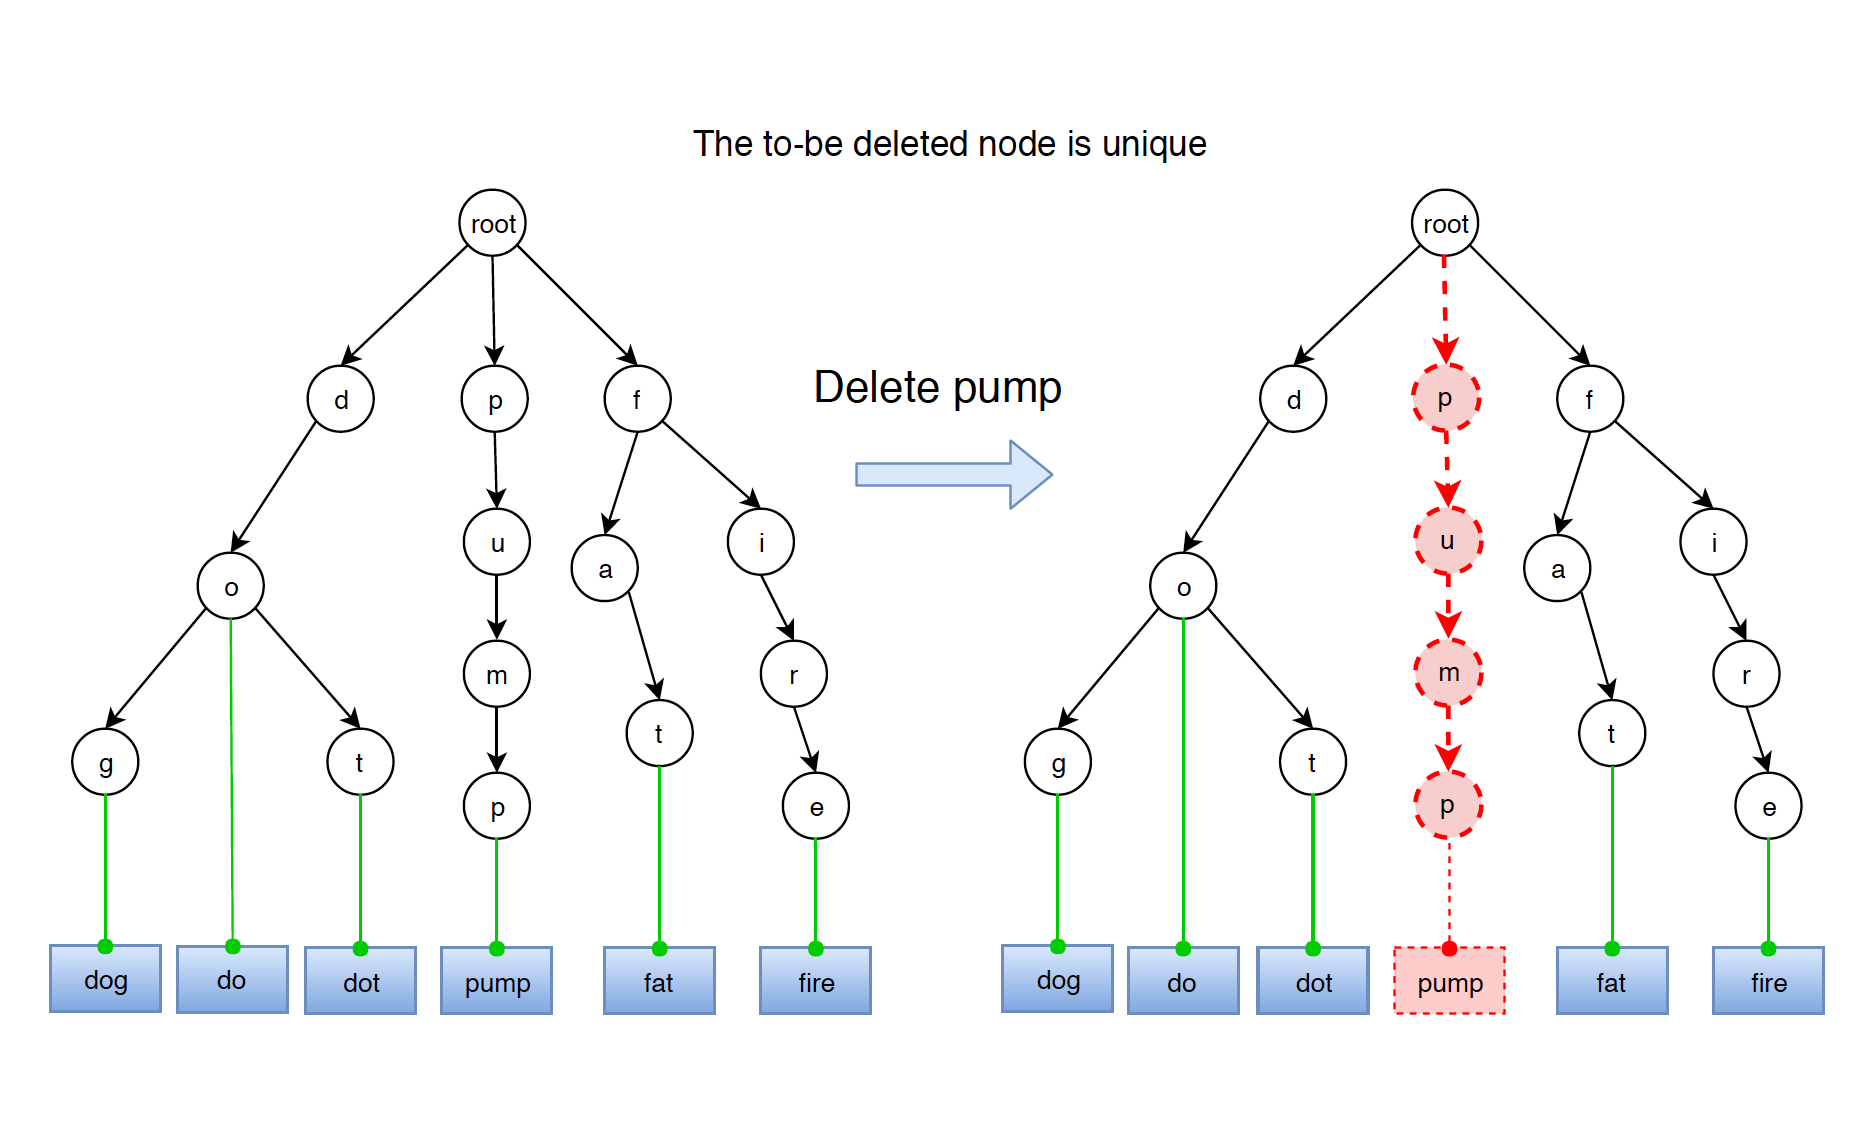 The to-be deleted node is unique
root
root
d
p
f
Delete pump
d
p
f
u
i
u
i
o
a
o
a
m
r
m
r
g
t
t
g
t
t
p
e
p
e
dog
do
dot
pump
fat
fire
dog
do
dot
pump
fat
fire